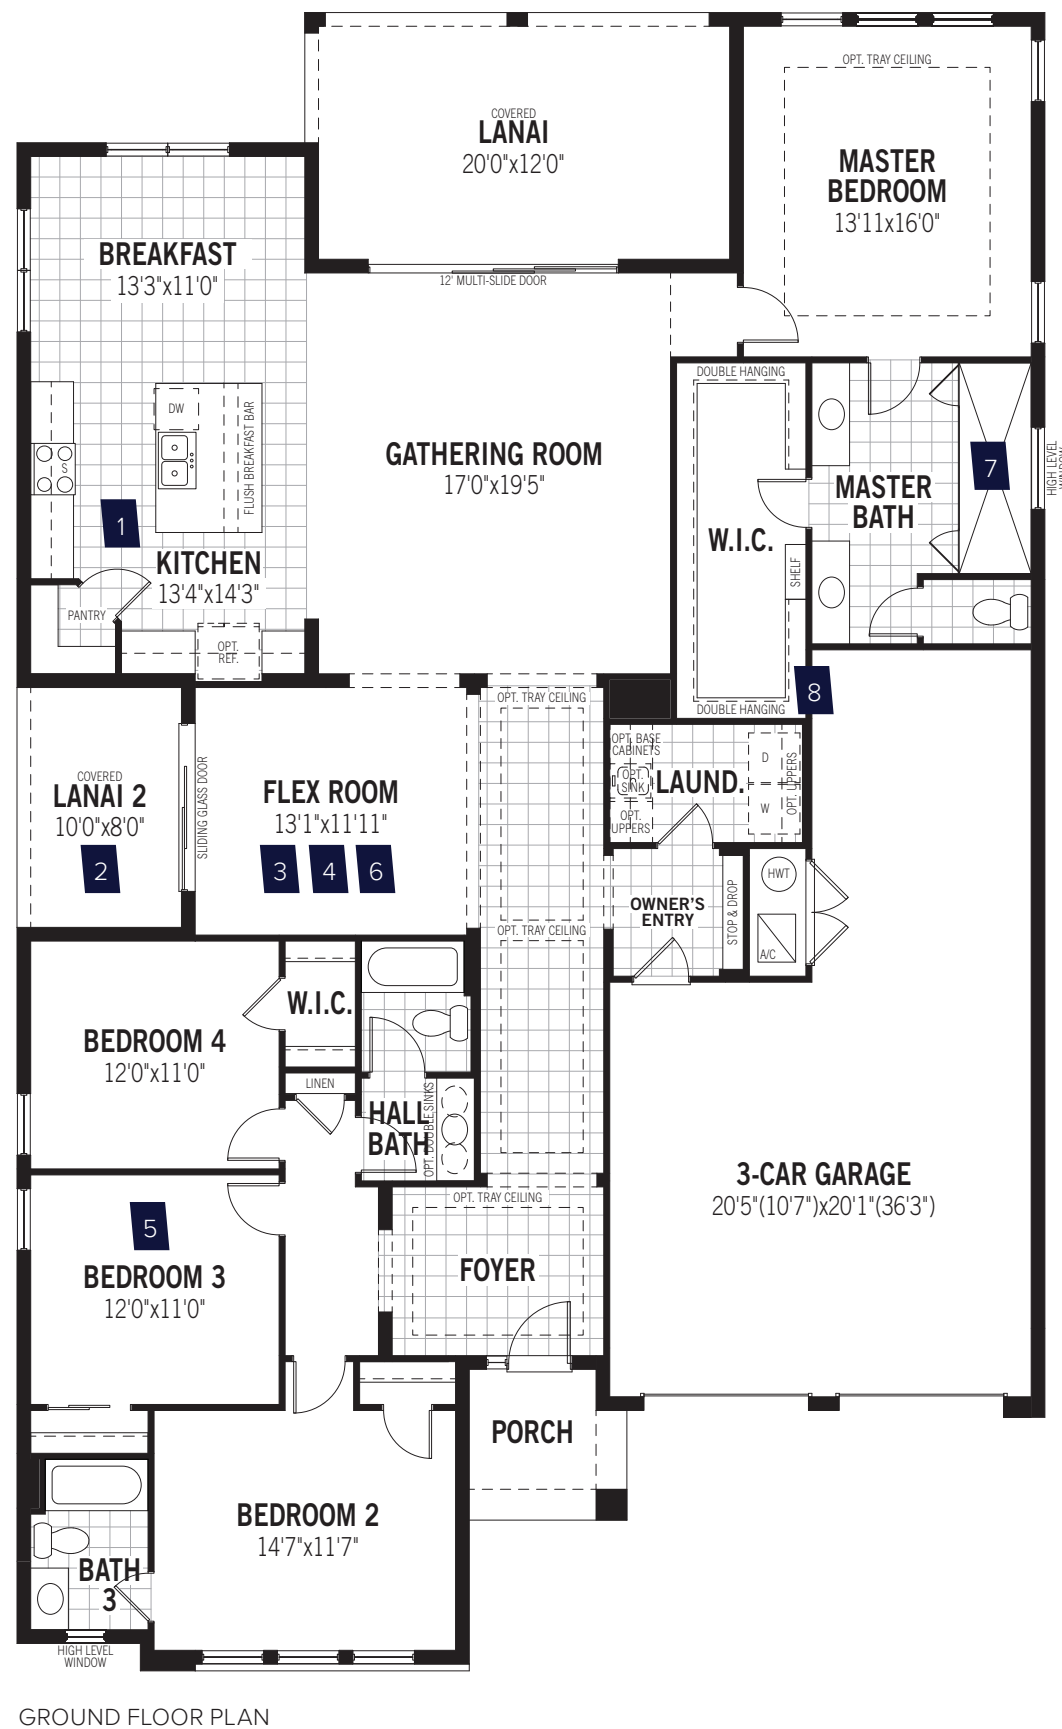 OPT. TRAY CEILING
COVERED
LANAI
20'0"x12'0"
MASTER
BEDROOM
13'11x16'0"
BREAKFAST
13'3"x11'0"
12' MULTI-SLIDE DOOR
DOUBLE HANGING
DW
FLUSH BREAKFAST BAR
S
GATHERING ROOM
17'0"x19'5"
7
HIGH LEVEL
WINDOW
MASTER
BATH
1
W.I.C.
KITCHEN
13'4"x14'3"
SHELF
PANTRY
OPT.
REF.
8
OPT. TRAY CEILING
DOUBLE HANGING
OPT. BASE
CABINETS
D
OPT. UPPERS
COVERED
LANAI 2
10'0"x8'0"
2
SLIDING GLASS DOOR
FLEX ROOM
13'1"x11'11"
3
4
6
OPT.
SINK
LAUND.
W
OPT.
UPPERS
HWT
OWNER'S
ENTRY
STOP & DROP
OPT. TRAY CEILING
A/C
W.I.C.
BEDROOM 4
12'0"x11'0"
LINEN
HALL
BATH
OPT. DOUBLE SINKS
3-CAR GARAGE
20'5"(10'7")x20'1"(36'3")
OPT. TRAY CEILING
5
BEDROOM 3
12'0"x11'0"
FOYER
PORCH
BEDROOM 2
14'7"x11'7"
BATH
3
HIGH LEVEL
WINDOW
GROUND FLOOR PLAN